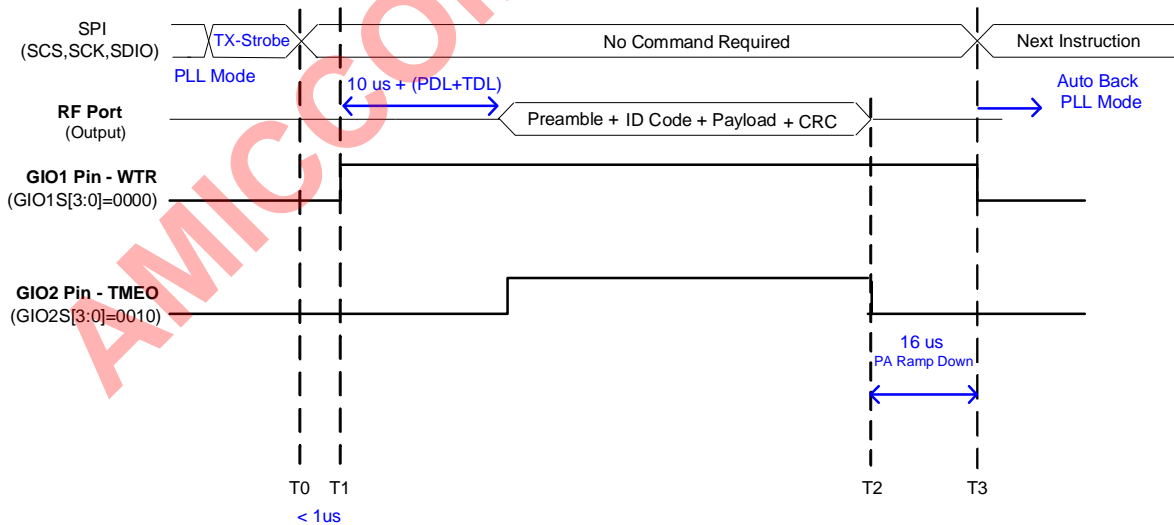 SPI
(SCS,SCK,SDIO)
TX-Strobe
No Command Required
Next Instruction
PLL Mode
10 us + (PDL+TDL)
Auto Back
PLL Mode
RF Port
(Output)
Preamble + ID Code + Payload + CRC
GIO1 Pin - WTR
(GIO1S[3:0]=0000)
GIO2 Pin - TMEO
(GIO2S[3:0]=0010)
16 us
PA Ramp Down
T0 T1 T2 T3
< 1us
AMICCO